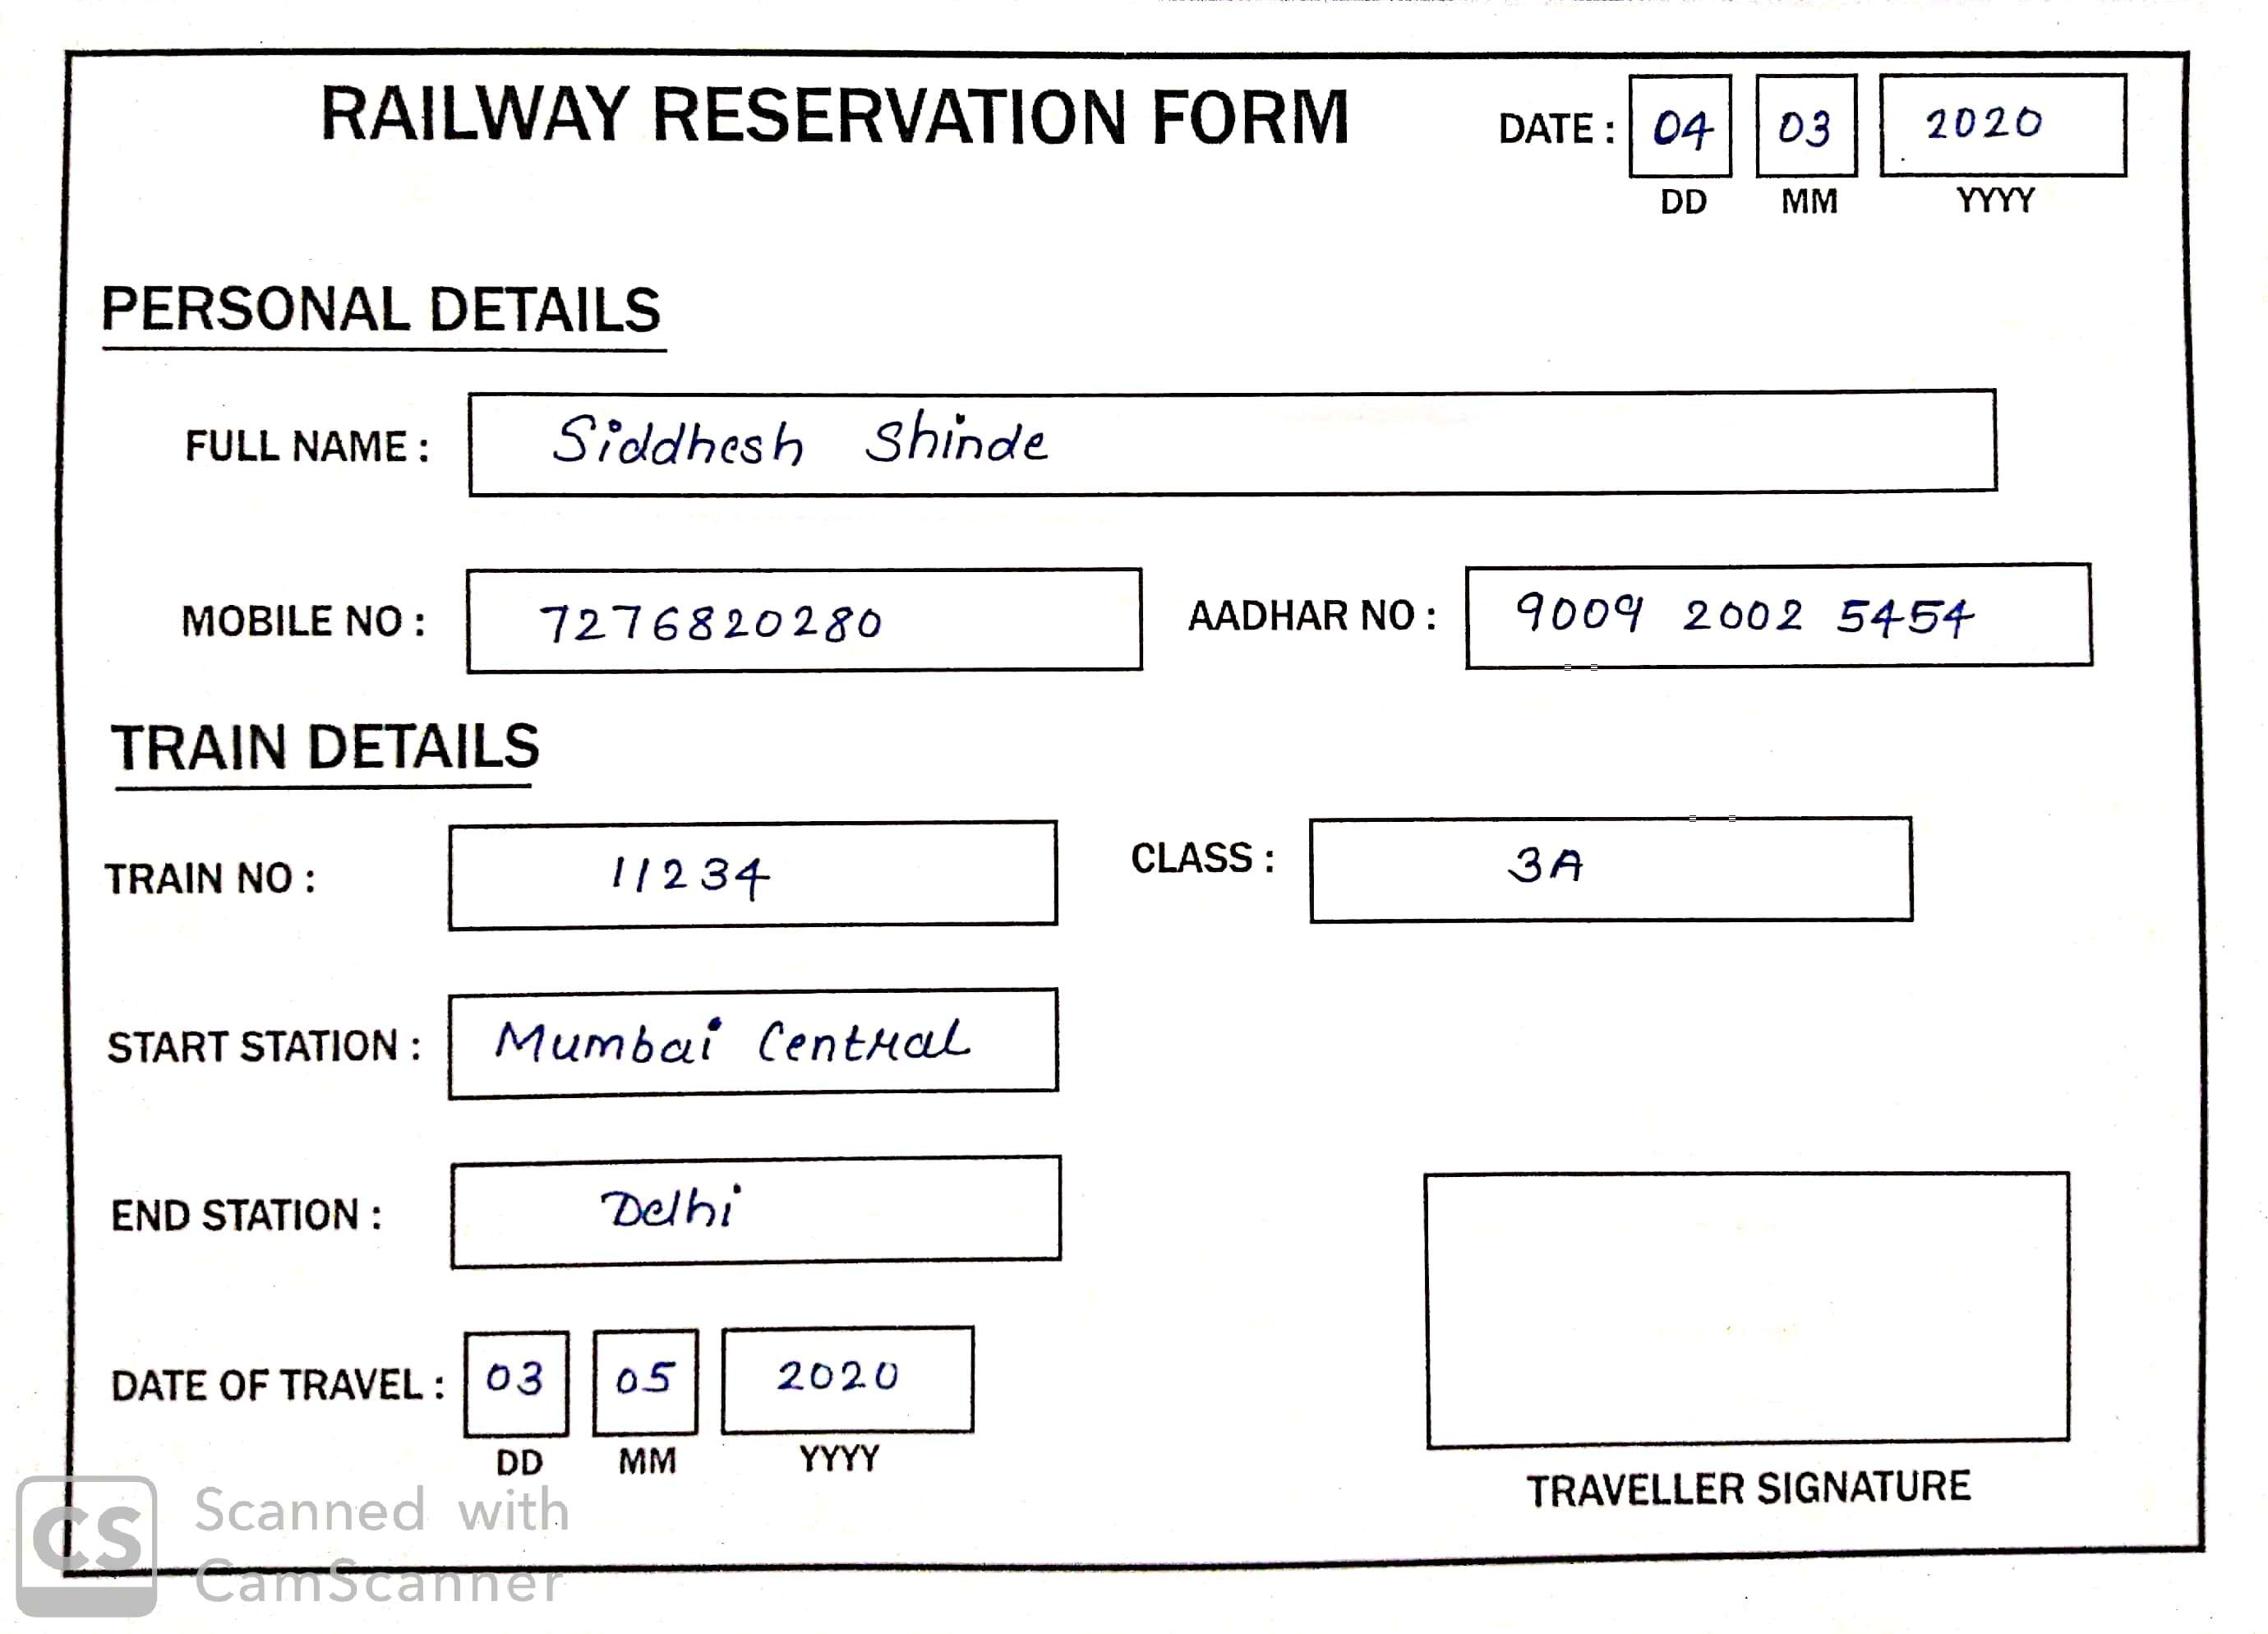 RAILWAY RESERVATION FORM DATE : 04 03 2020
DD MM YYYY
PERSONAL DETAILS
FULL NAME : Siddhesh Shinde
MOBILE NO : 7276820280 AADHAR NO : 9009 2002 5454
TRAIN DETAILS
TRAIN NO : 11234 CLASS : 3A
START STATION : Mumbai Central
END STATION : Delhi
DATE OF TRAVEL : 03 05 2020
DD MM YYYY
TRAVELLER SIGNATURE
CS Scanned with
CamScanner